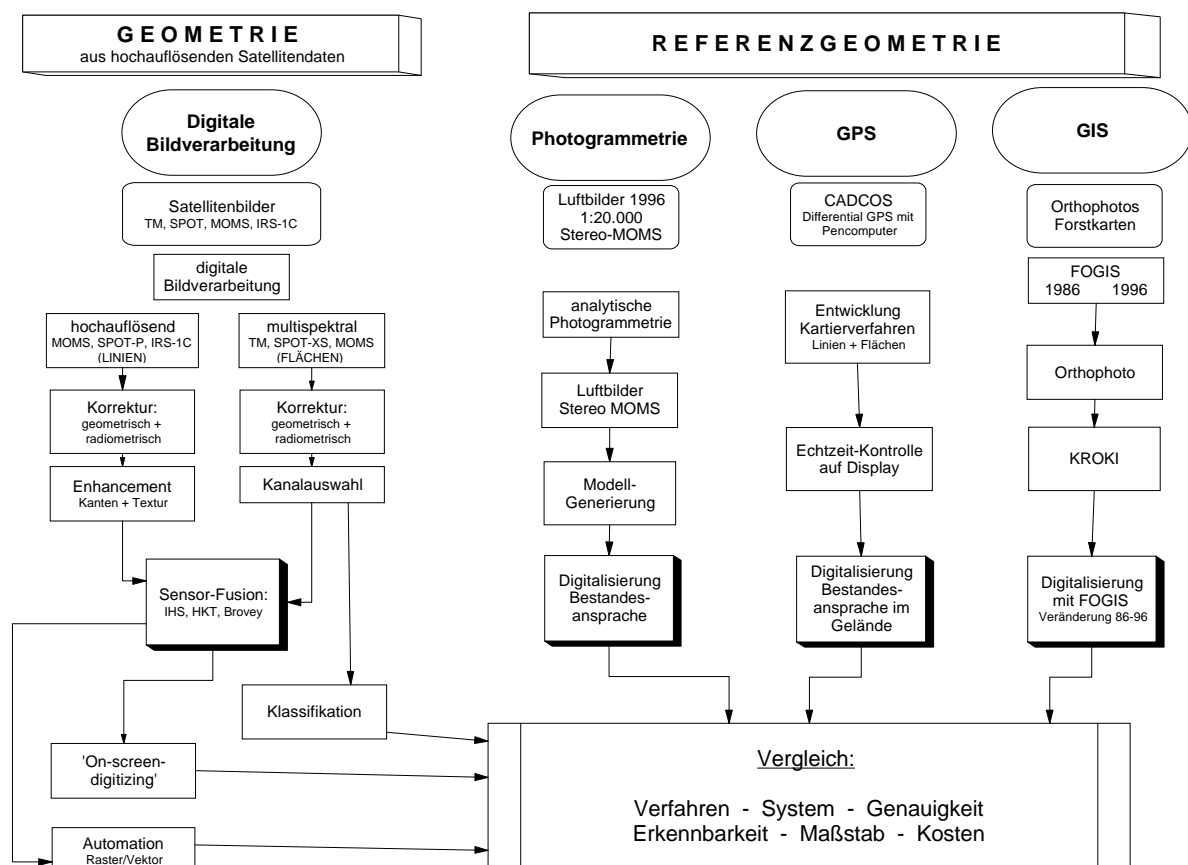 G E O M E T R I E
aus hochauflösenden Satellitendaten
R E F E R E N Z G E O M E T R I E
Digitale
Bildverarbeitung
Photogrammetrie
GPS
GIS
Satellitenbilder
TM, SPOT, MOMS, IRS-1C
Luftbilder 1996
1:20.000
Stereo-MOMS
CADCOS
Differential GPS mit
Pencomputer
Orthophotos
Forstkarten
digitale
Bildverarbeitung
FOGIS
1986 1996
hochauflösend
MOMS, SPOT-P, IRS-1C
(LINIEN)
multispektral
TM, SPOT-XS, MOMS
(FLÄCHEN)
analytische
Photogrammetrie
Entwicklung
Kartierverfahren
Linien + Flächen
Orthophoto
Korrektur:
geometrisch +
radiometrisch
Korrektur:
geometrisch +
radiometrisch
Luftbilder
Stereo MOMS
Echtzeit-Kontrolle
auf Display
KROKI
Enhancement
Kanten + Textur
Kanalauswahl
Modell-
Generierung
Sensor-Fusion:
IHS, HKT, Brovey
Digitalisierung
Bestandes-
ansprache
Digitalisierung
Bestandes-
ansprache im
Gelände
Digitalisierung
mit FOGIS
Veränderung 86-96
Klassifikation
'On-screen-
digitizing'
Automation
Raster/Vektor
Vergleich:
Verfahren - System - Genauigkeit
Erkennbarkeit - Maßstab - Kosten